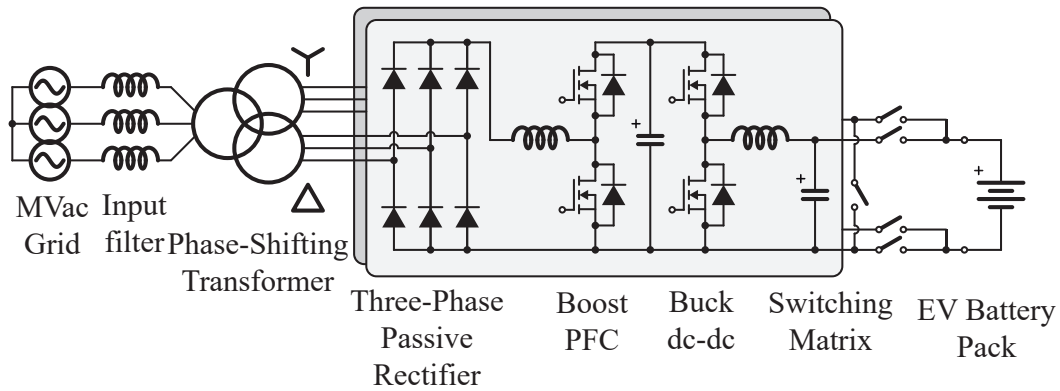 MVac
Grid
Input
filter
Phase-Shifting
Transformer
Three-Phase
Passive
Rectifier
Boost
PFC
Buck
dc-dc
Switching
Matrix
EV Battery
Pack
+
+
+